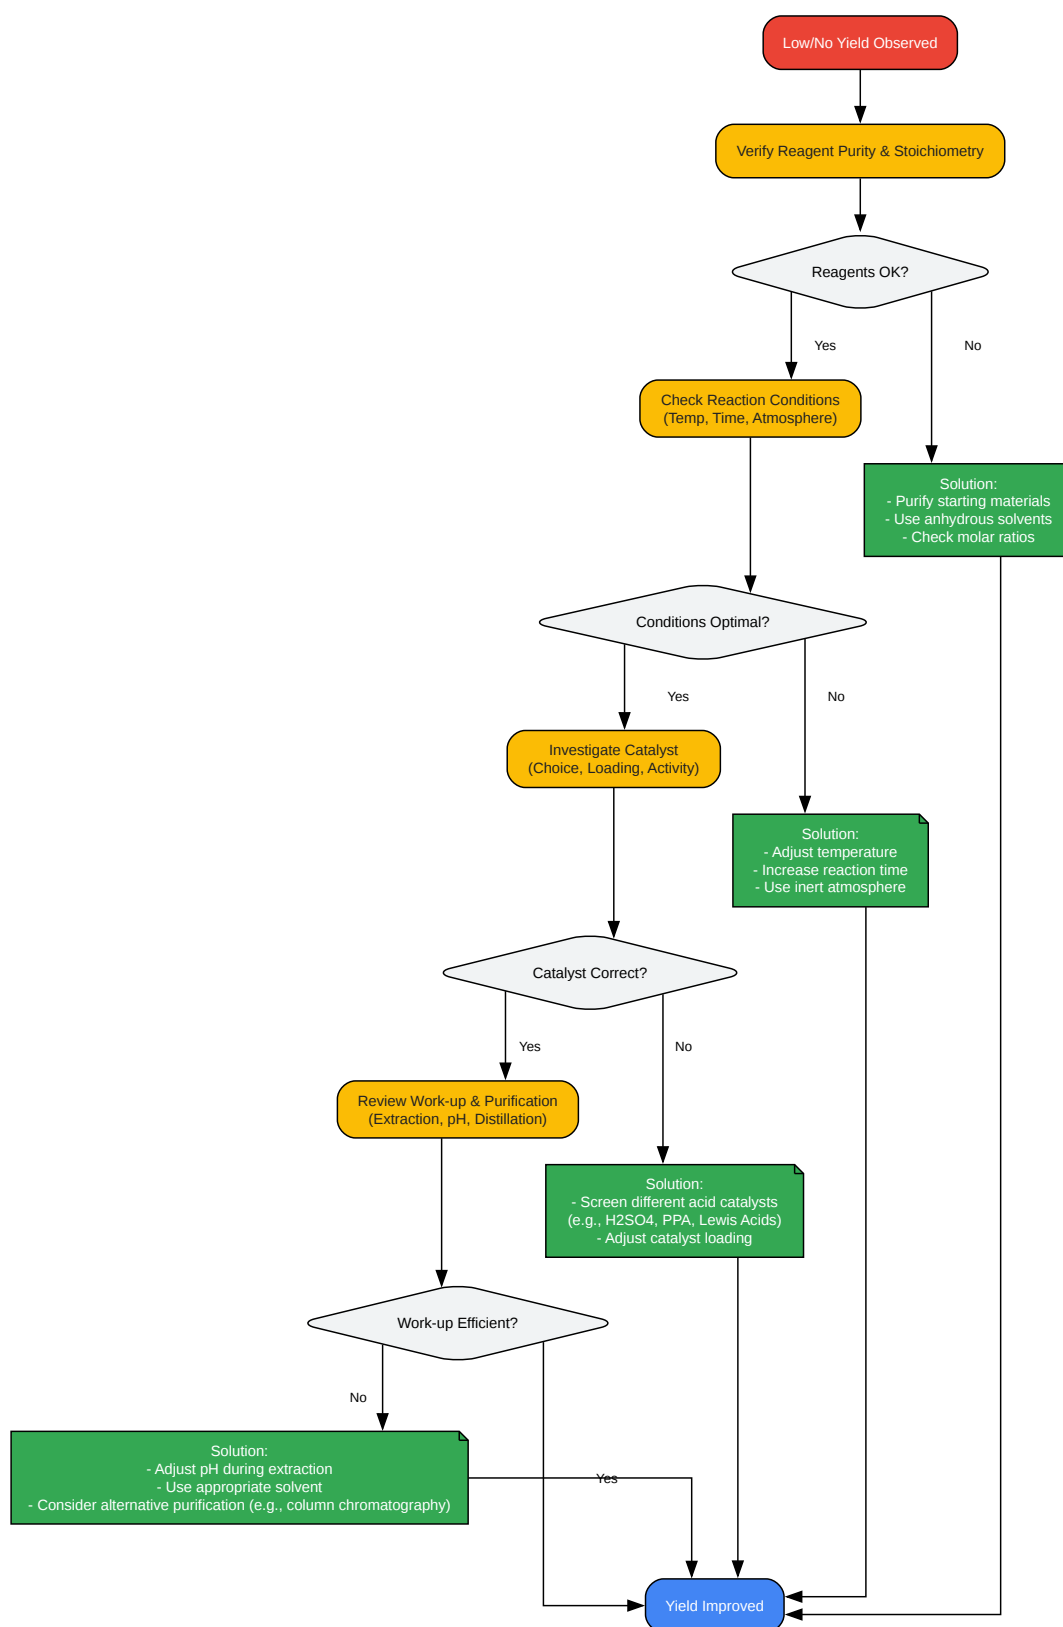 Low/No Yield Observed
Verify Reagent Purity & Stoichiometry
Reagents OK?
Yes
No
Check Reaction Conditions
(Temp, Time, Atmosphere)
Solution:
- Purify starting materials
- Use anhydrous solvents
- Check molar ratios
Conditions Optimal?
Yes
No
Investigate Catalyst
(Choice, Loading, Activity)
Solution:
- Adjust temperature
- Increase reaction time
- Use inert atmosphere
Catalyst Correct?
Yes
No
Review Work-up & Purification
(Extraction, pH, Distillation)
Solution:
- Screen different acid catalysts
(e.g., H2SO4, PPA, Lewis Acids)
- Adjust catalyst loading
Work-up Efficient?
No
Solution:
- Adjust pH during extraction
- Use appropriate solvent
- Consider alternative purification (e.g., column chromatography)
Yes
Yield Improved